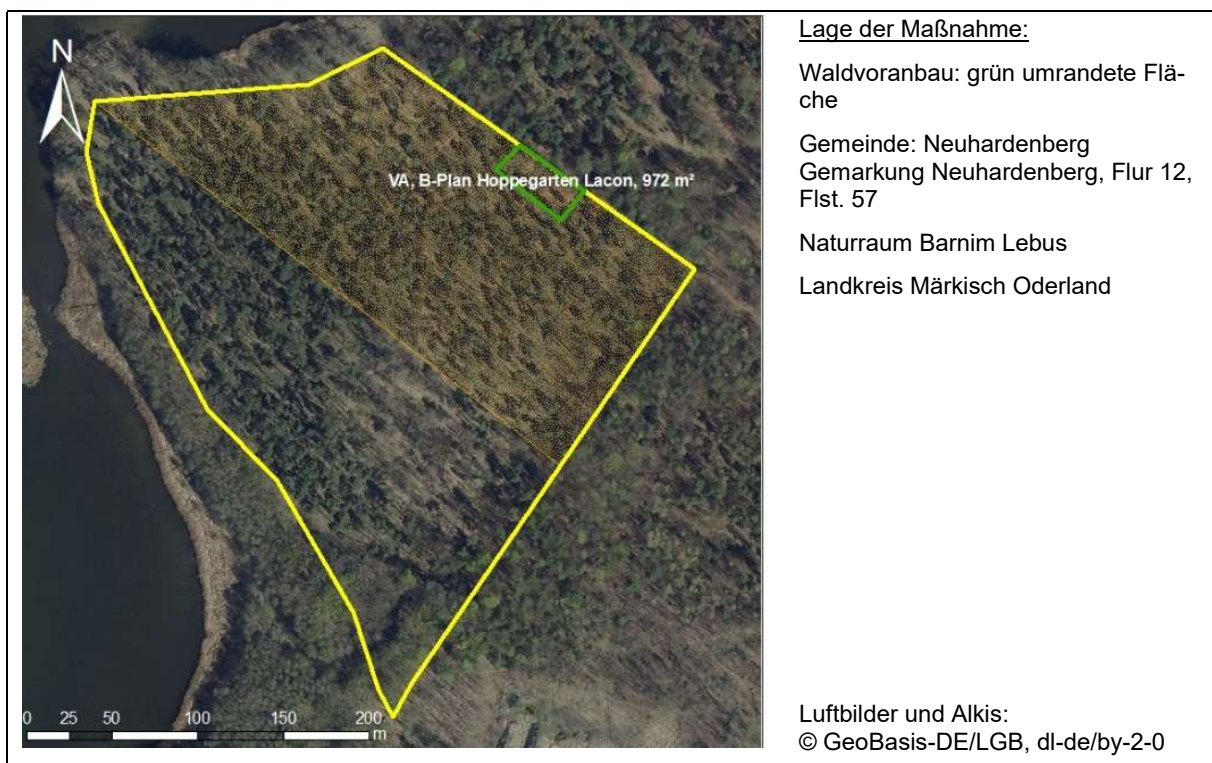 N
VA, B-Plan Hoppegarten Lacon, 972 m²
0 25 50 100 150 200
m
Lage der Maßnahme:
Waldvoranbau: grün umrandete Flä-
che
Gemeinde: Neuhardenberg
Gemarkung Neuhardenberg, Flur 12,
Flst. 57
Naturraum Barnim Lebus
Landkreis Märkisch Oderland
Luftbilder und Alkis:
© GeoBasis-DE/LGB, dl-de/by-2-0